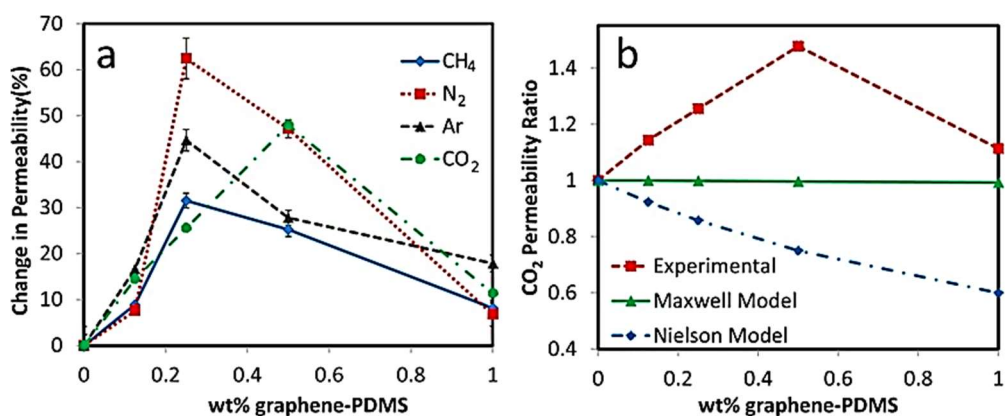 a
Change in Permeability(%)
70
60
50
40
30
20
10
0
0
0.2
0.4
0.6
0.8
1
wt% graphene-PDMS
CH₄
N₂
Ar
CO₂
b
CO₂ Permeability Ratio
1.4
1.2
1
0.8
0.6
0.4
0
0.2
0.4
0.6
0.8
1
wt% graphene-PDMS
Experimental
Maxwell Model
Nielson Model